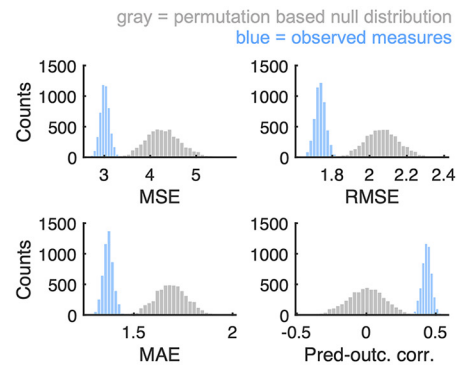 gray = permutation based null distribution
blue = observed measures
Counts
1500
1000
500
0
3 4 5
MSE
1500
1000
500
0
1.8 2 2.2 2.4
RMSE
Counts
1500
1000
500
0
1.5 2
MAE
1500
1000
500
0
-0.5 0 0.5
Pred-outc. corr.